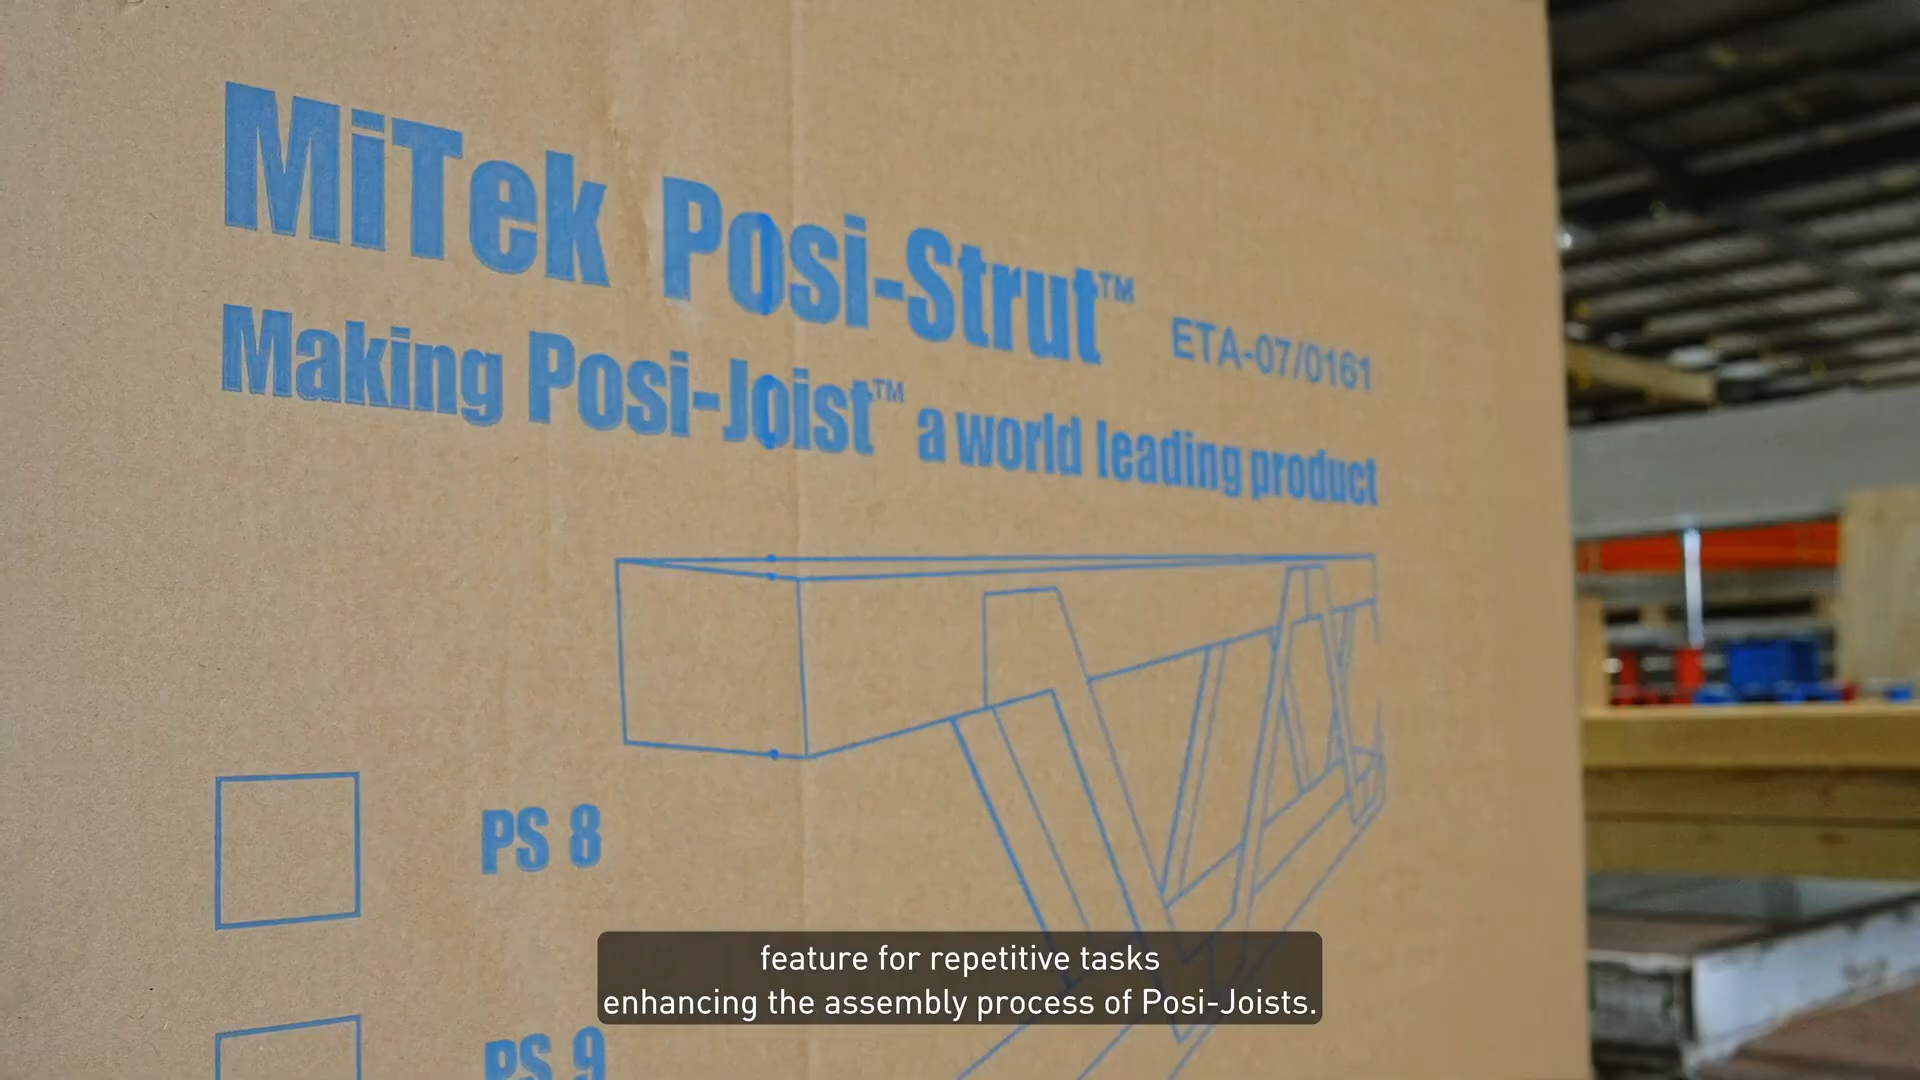 MiTek Posi-Strut™ ETA-07/0161
Making Posi-Joist™ a world leading product
PS 8
PS 9
feature for repetitive tasks
enhancing the assembly process of Posi-Joists.